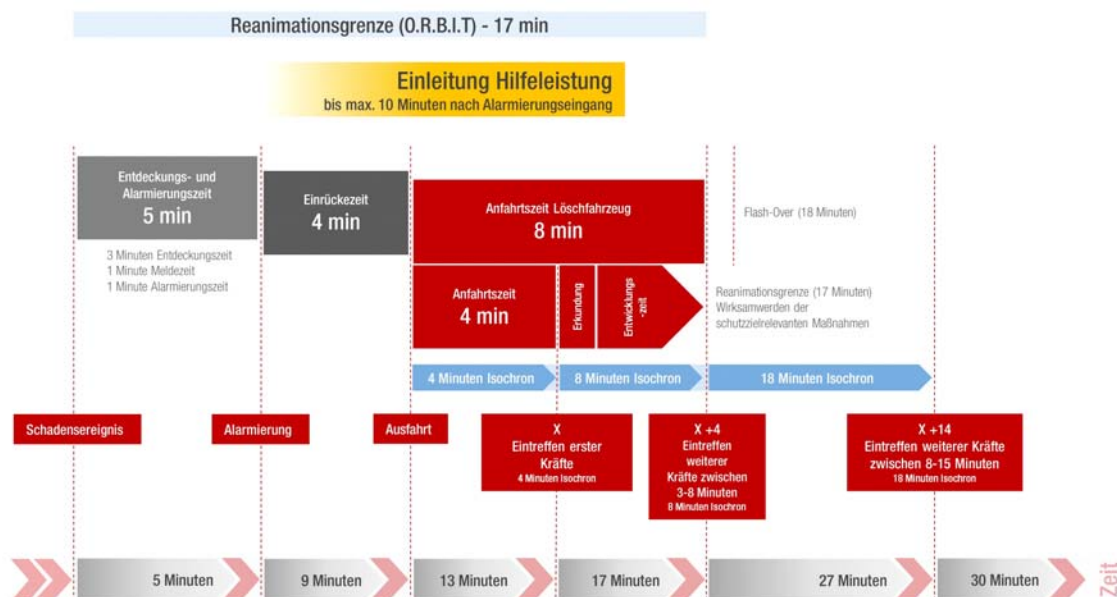 Reanimationsgrenze (O.R.B.I.T) - 17 min
Einleitung Hilfeleistung
bis max. 10 Minuten nach Alarmierungseingang
Entdeckungs- und
Alarmierungszeit
5 min
3 Minuten Entdeckungszeit
1 Minute Meldezeit
1 Minute Alarmierungszeit
Einrückezeit
4 min
Anfahrtszeit Löschfahrzeug
8 min
Flash-Over (18 Minuten)
Anfahrtszeit
4 min
Erkundung
Entwicklungs
-zeit
Reanimationsgrenze (17 Minuten)
Wirksamwerden der
schutzzielrelevanten Maßnahmen
4 Minuten Isochron
8 Minuten Isochron
18 Minuten Isochron
Schadensereignis
Alarmierung
Ausfahrt
X
Eintreffen erster
Kräfte
4 Minuten Isochron
X +4
Eintreffen
weiterer
Kräfte zwischen
3-8 Minuten
8 Minuten Isochron
X +14
Eintreffen weiterer Kräfte
zwischen 8-15 Minuten
18 Minuten Isochron
5 Minuten
9 Minuten
13 Minuten
17 Minuten
27 Minuten
30 Minuten
Zeit